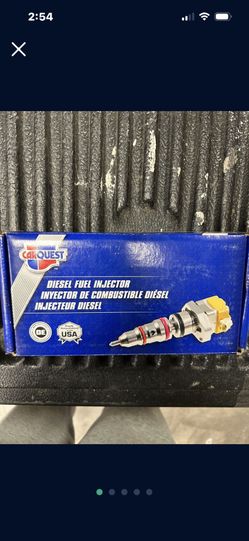 2:54
CARQUEST
DIESEL FUEL INJECTOR
INYECTOR DE COMBUSTIBLE DIÉSEL
INJECTEUR DIESEL
USA